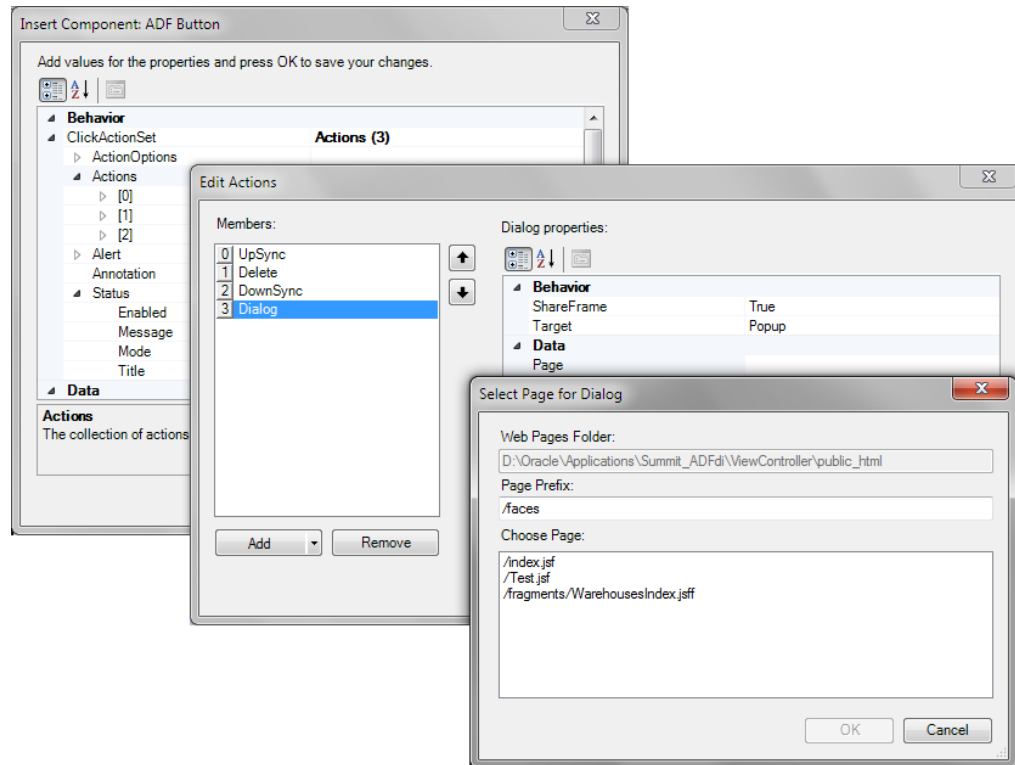 Insert Component: ADF Button
Add values for the properties and press OK to save your changes.
Behavior
ClickActionSet Actions (3)
ActionOptions
Actions
[0]
[1]
[2]
Alert
Annotation
Status
Enabled
Message
Mode
Title
Data
Actions
The collection of actions
Edit Actions
Members:
0 UpSync
1 Delete
2 DownSync
3 Dialog
Add
Remove
Dialog properties:
Behavior
ShareFrame True
Target Popup
Data
Page
Select Page for Dialog
Web Pages Folder:
D:\Oracle\Applications\Summit_ADFdi\ViewController\public_html
Page Prefix:
/faces
Choose Page:
/index.jsf
/Test.jsf
/fragments/WarehousesIndex.jsff
OK
Cancel